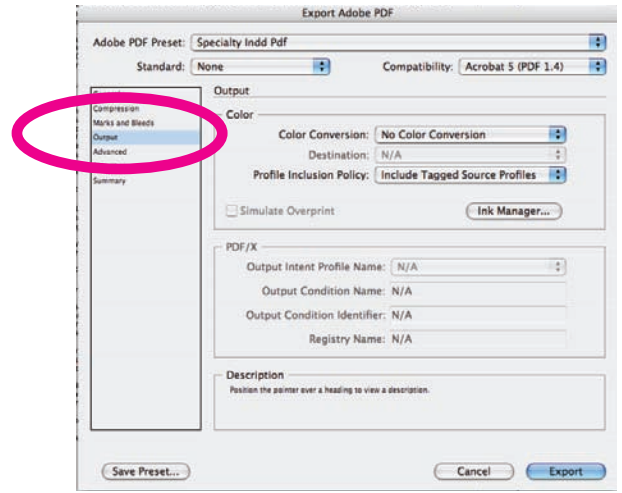 Export Adobe PDF
Adobe PDF Preset: Specialty Indd Pdf
Standard: None Compatibility: Acrobat 5 (PDF 1.4)
Output
Compression
Marks and Bleeds
Output
Advanced
Summary
Color
Color Conversion: No Color Conversion
Destination: N/A
Profile Inclusion Policy: Include Tagged Source Profiles
Simulate Overprint Ink Manager...
PDF/X
Output Intent Profile Name: N/A
Output Condition Name: N/A
Output Condition Identifier: N/A
Registry Name: N/A
Description
Position the pointer over a heading to view a description.
Save Preset... Cancel Export